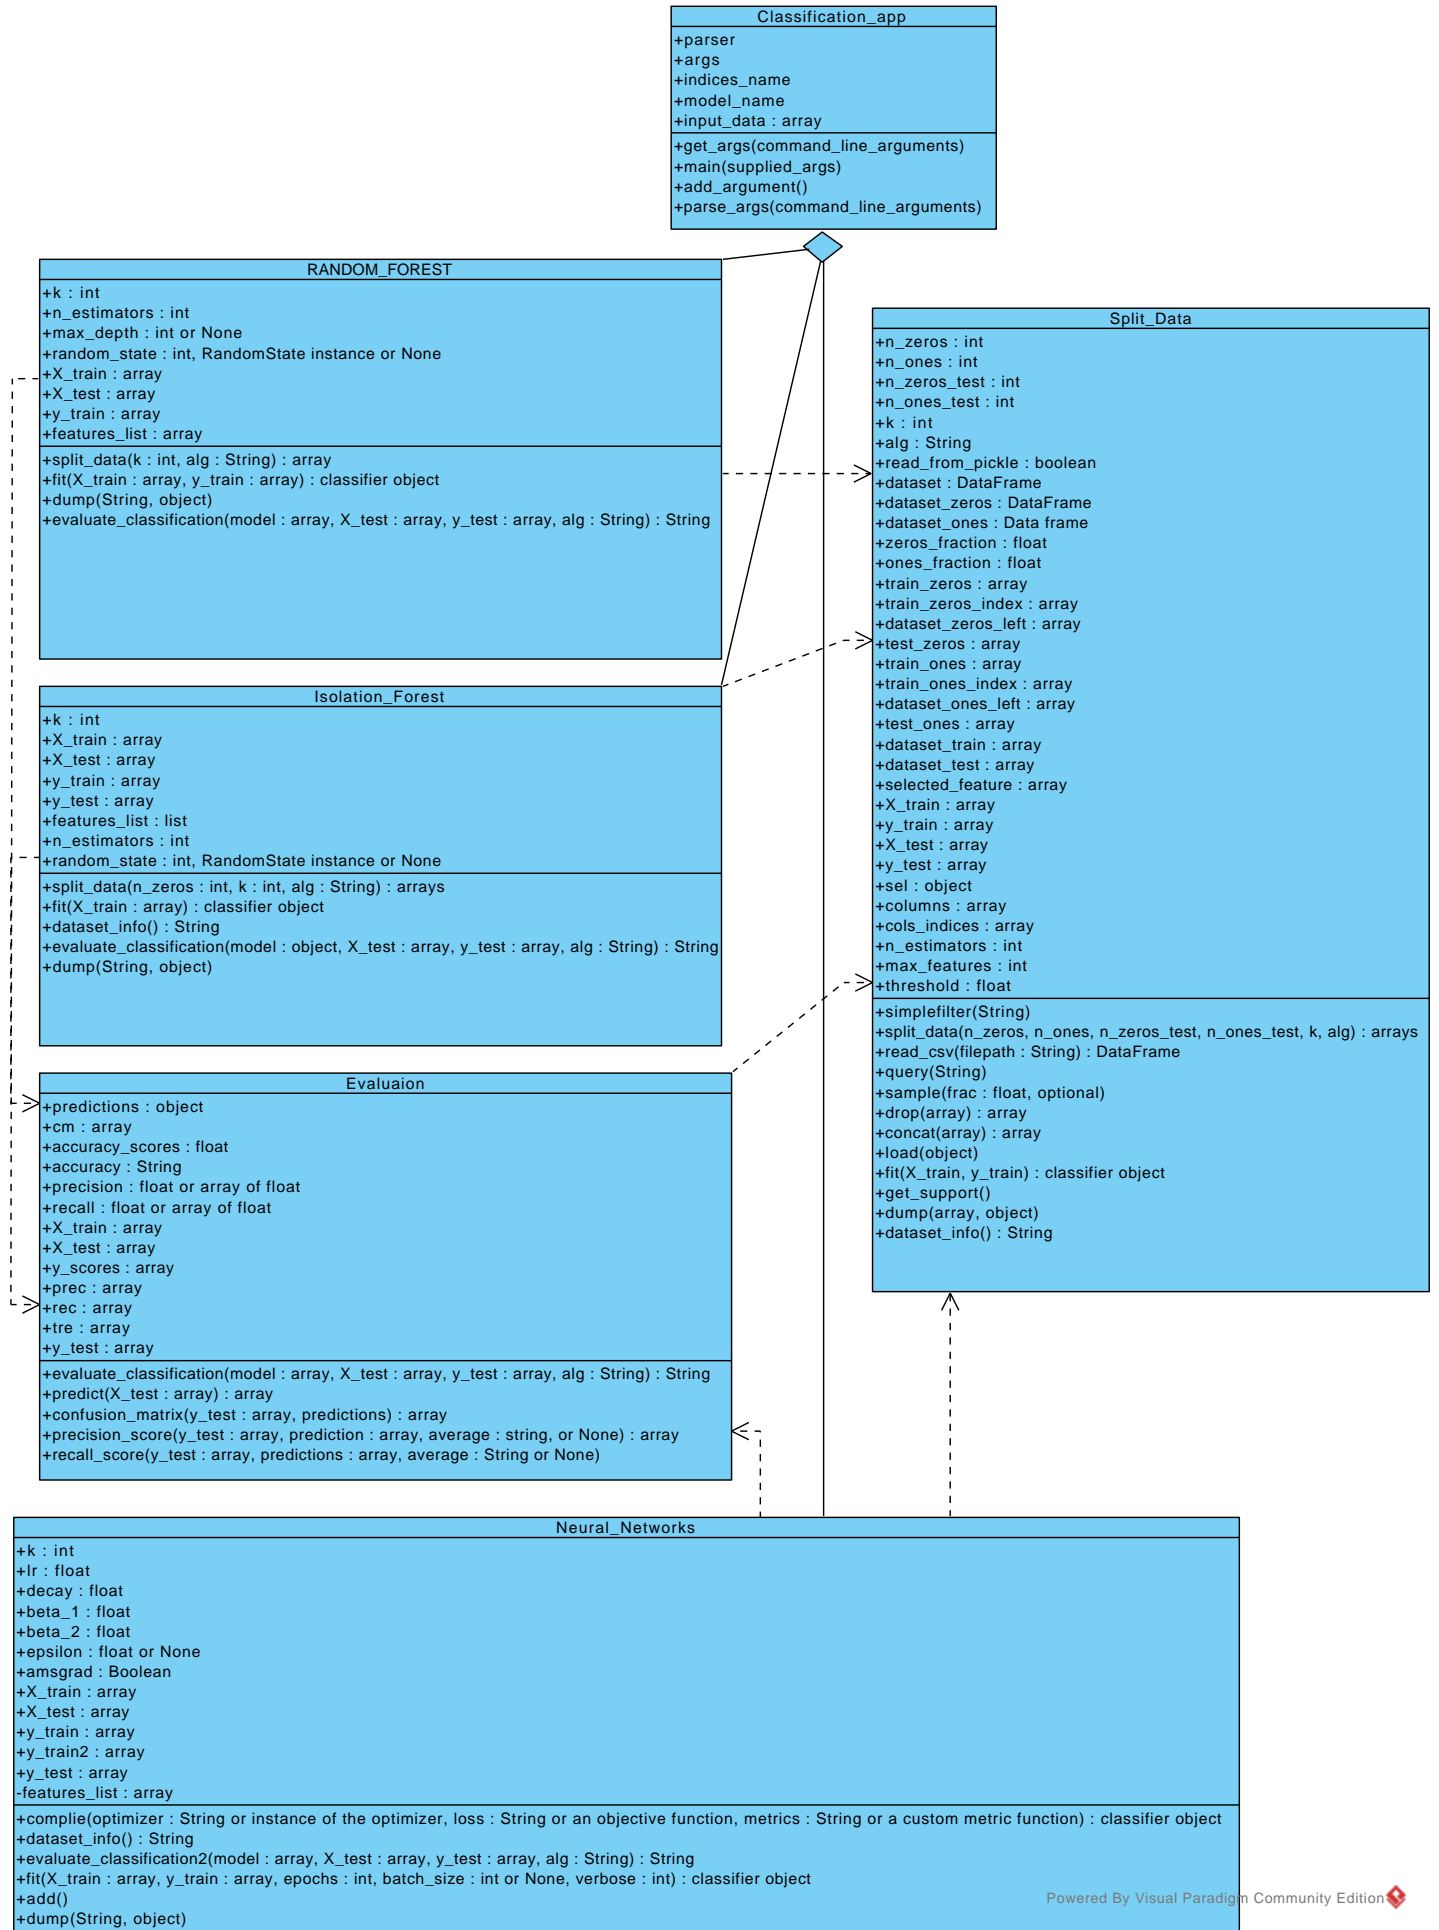 Classification_app
+parser
+args
+indices_name
+model_name
+input_data : array
+get_args(command_line_arguments)
+main(supplied_args)
+add_argument()
+parse_args(command_line_arguments)
RANDOM_FOREST
+k : int
+n_estimators : int
+max_depth : int or None
+random_state : int, RandomState instance or None
+X_train : array
+X_test : array
+y_train : array
+features_list : array
+split_data(k : int, alg : String) : array
+fit(X_train : array, y_train : array) : classifier object
+dump(String, object)
+evaluate_classification(model : array, X_test : array, y_test : array, alg : String) : String
Split_Data
+n_zeros : int
+n_ones : int
+n_zeros_test : int
+n_ones_test : int
+k : int
+alg : String
+read_from_pickle : boolean
+dataset : DataFrame
+dataset_zeros : DataFrame
+dataset_ones : Data frame
+zeros_fraction : float
+ones_fraction : float
+train_zeros : array
+train_zeros_index : array
+dataset_zeros_left : array
+test_zeros : array
+train_ones : array
+train_ones_index : array
+dataset_ones_left : array
+test_ones : array
+dataset_train : array
+dataset_test : array
+selected_feature : array
+X_train : array
+y_train : array
+X_test : array
+y_test : array
+sel : object
+columns : array
+cols_indices : array
+n_estimators : int
+max_features : int
+threshold : float
+simplefilter(String)
+split_data(n_zeros, n_ones, n_zeros_test, n_ones_test, k, alg) : arrays
+read_csv(filepath : String) : DataFrame
+query(String)
+sample(frac : float, optional)
+drop(array) : array
+concat(array) : array
+load(object)
+fit(X_train, y_train) : classifier object
+get_support()
+dump(array, object)
+dataset_info() : String
Isolation_Forest
+k : int
+X_train : array
+X_test : array
+y_train : array
+y_test : array
+features_list : list
+n_estimators : int
+random_state : int, RandomState instance or None
+split_data(n_zeros : int, k : int, alg : String) : arrays
+fit(X_train : array) : classifier object
+dataset_info() : String
+evaluate_classification(model : object, X_test : array, y_test : array, alg : String) : String
+dump(String, object)
Evaluaion
+predictions : object
+cm : array
+accuracy_scores : float
+accuracy : String
+precision : float or array of float
+recall : float or array of float
+X_train : array
+X_test : array
+y_scores : array
+prec : array
+rec : array
+tre : array
+y_test : array
+evaluate_classification(model : array, X_test : array, y_test : array, alg : String) : String
+predict(X_test : array) : array
+confusion_matrix(y_test : array, predictions) : array
+precision_score(y_test : array, prediction : array, average : string, or None) : array
+recall_score(y_test : array, predictions : array, average : String or None)
Neural_Networks
+k : int
+lr : float
+decay : float
+beta_1 : float
+beta_2 : float
+epsilon : float or None
+amsgrad : Boolean
+X_train : array
+X_test : array
+y_train : array
+y_train2 : array
+y_test : array
-features_list : array
+complie(optimizer : String or instance of the optimizer, loss : String or an objective function, metrics : String or a custom metric function) : classifier object
+dataset_info() : String
+evaluate_classification2(model : array, X_test : array, y_test : array, alg : String) : String
+fit(X_train : array, y_train : array, epochs : int, batch_size : int or None, verbose : int) : classifier object
+add()
+dump(String, object)
Powered By Visual Paradigm Community Edition